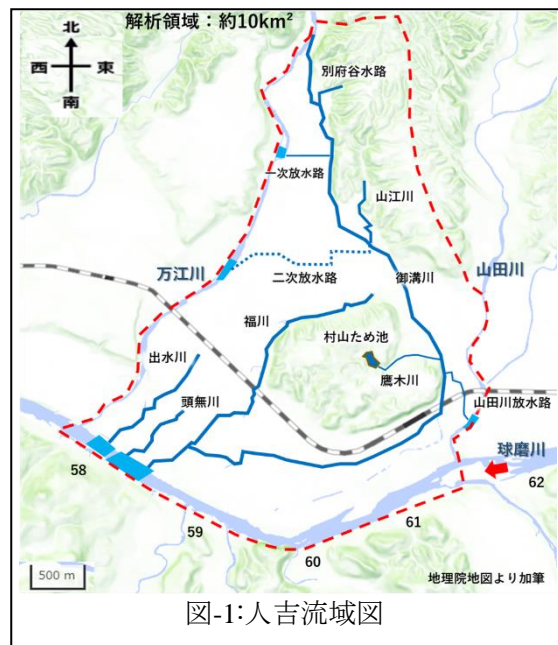 解析領域：約10km²
北
西 東
南
別府谷水路
一次放水路
山江川
万江川
二次放水路
御溝川
山田川
福川
村山ため池
出水川
鷹木川
頭無川
山田川放水路
球磨川
58
62
59
61
60
500 m
地理院地図より加筆
図-1:人吉流域図